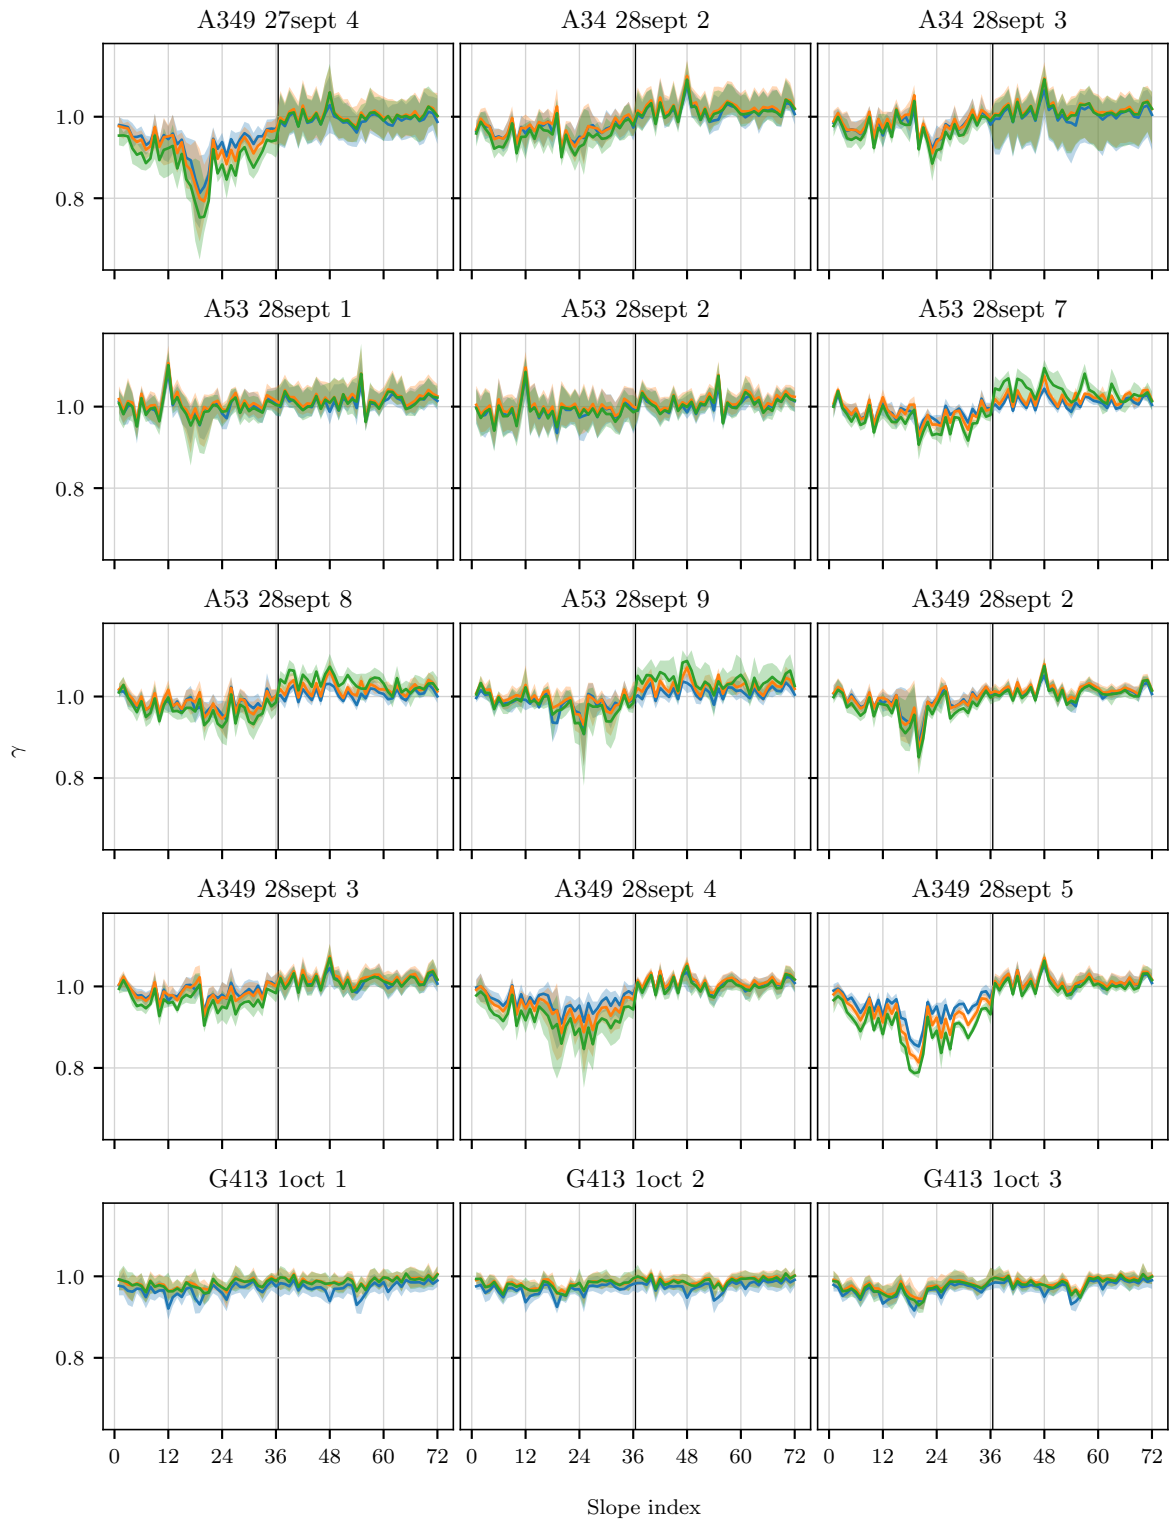 A349 27sept 4 A34 28sept 2 A34 28sept 3
1.0
0.8
A53 28sept 1 A53 28sept 2 A53 28sept 7
1.0
0.8
A53 28sept 8 A53 28sept 9 A349 28sept 2
1.0
γ
0.8
A349 28sept 3 A349 28sept 4 A349 28sept 5
1.0
0.8
G413 1oct 1 G413 1oct 2 G413 1oct 3
1.0
0.8
0 12 24 36 48 60 72 0 12 24 36 48 60 72 0 12 24 36 48 60 72
Slope index